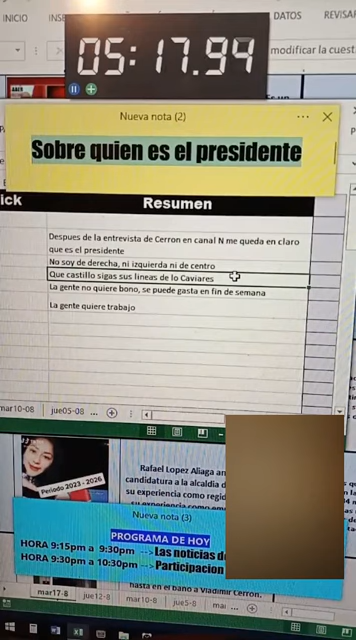 INICIO
DATOS
REVISAR
05:17.94
modificar la cuest
Nueva nota (2)
Sobre quien es el presidente
ick
Resumen
Despues de la entrevista de Cerron en canal N me queda en claro
que es el presidente
No soy de derecha, ni izquierda ni de centro
Que castillo sigas sus lineas de lo Caviares
La gente no quiere bono, se puede gasta en fin de semana
La gente quiere trabajo
mar10-08
jue05-08
...
Periodo 2023 - 2026
Rafael Lopez Aliaga an
candidatura a la alcaldia d
su experiencia como regid
Nueva nota (3)
PROGRAMA DE HOY
HORA 9:15pm a 9:30pm -->Las noticias d
HORA 9:30pm a 10:30pm -->Participacion
hasta en el baño a Vladimir Cerron.
mar17-8
jue12-8
mar10-8
jue5-8
mai ...